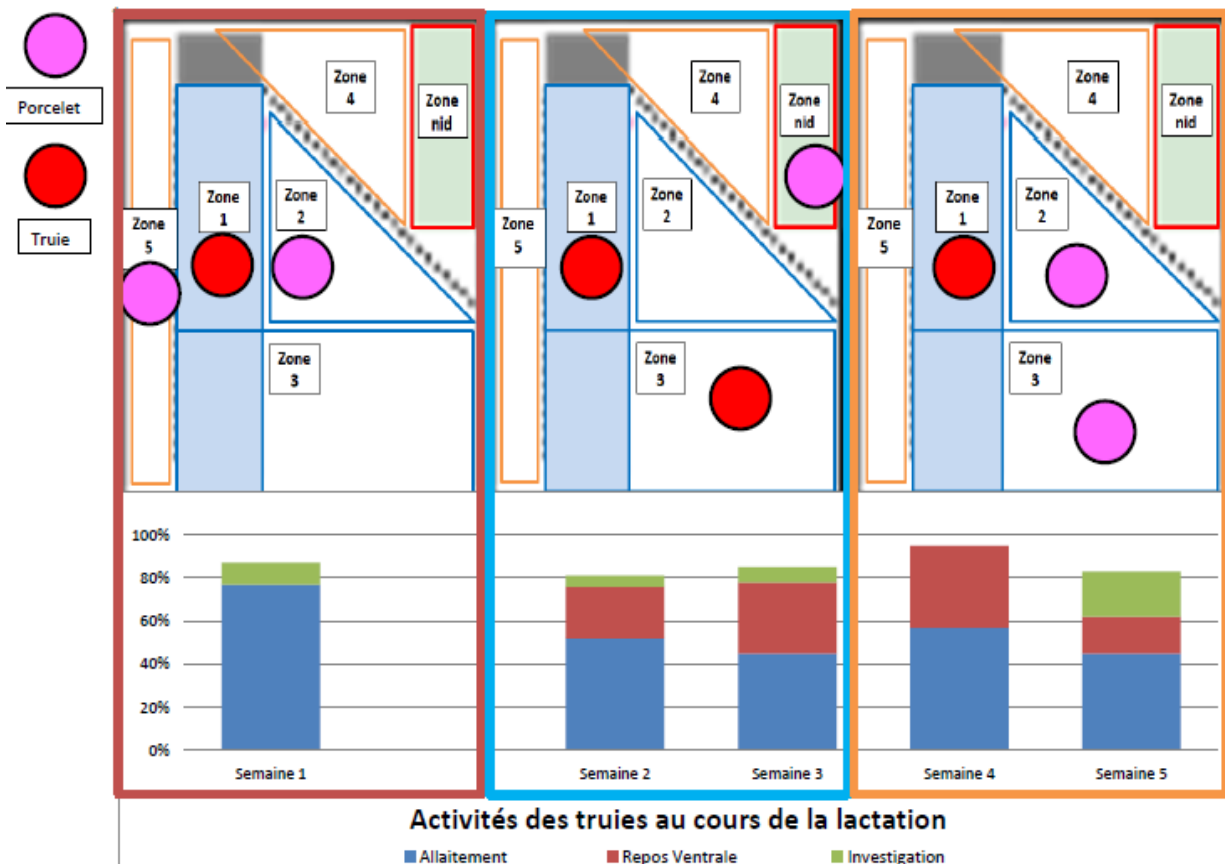 Porcelet
Truie
Zone 4
Zone nid
Zone 1
Zone 2
Zone 5
Zone 3
Zone 4
Zone nid
Zone 1
Zone 2
Zone 5
Zone 3
Zone 4
Zone nid
Zone 1
Zone 2
Zone 5
Zone 3
100%
80%
60%
40%
20%
0%
Semaine 1
Semaine 2
Semaine 3
Semaine 4
Semaine 5
Activités des truies au cours de la lactation
Allaitement
Repos Ventrale
Investigation